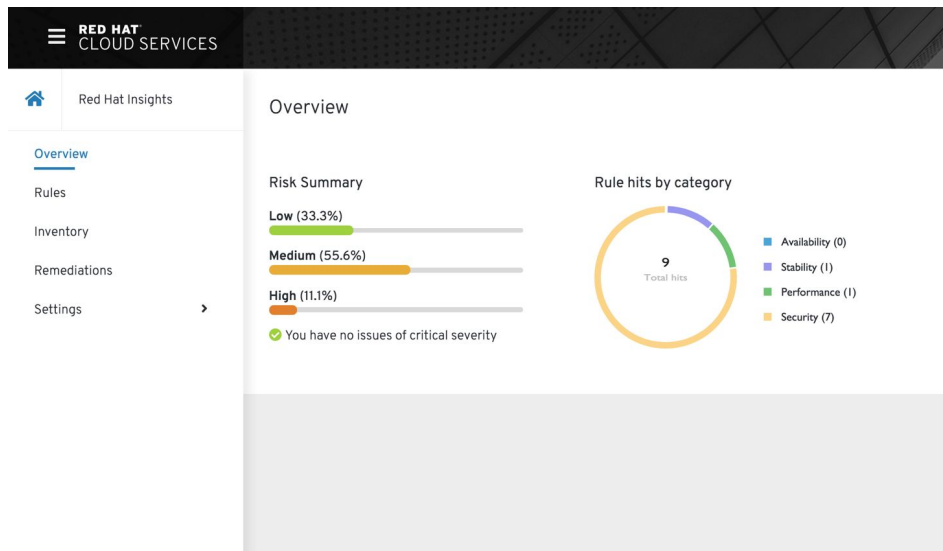 RED HAT
CLOUD SERVICES
Red Hat Insights
Overview
Rules
Inventory
Remediations
Settings
Overview
Risk Summary
Low (33.3%)
Medium (55.6%)
High (11.1%)
You have no issues of critical severity
Rule hits by category
9
Total hits
Availability (0)
Stability (1)
Performance (1)
Security (7)